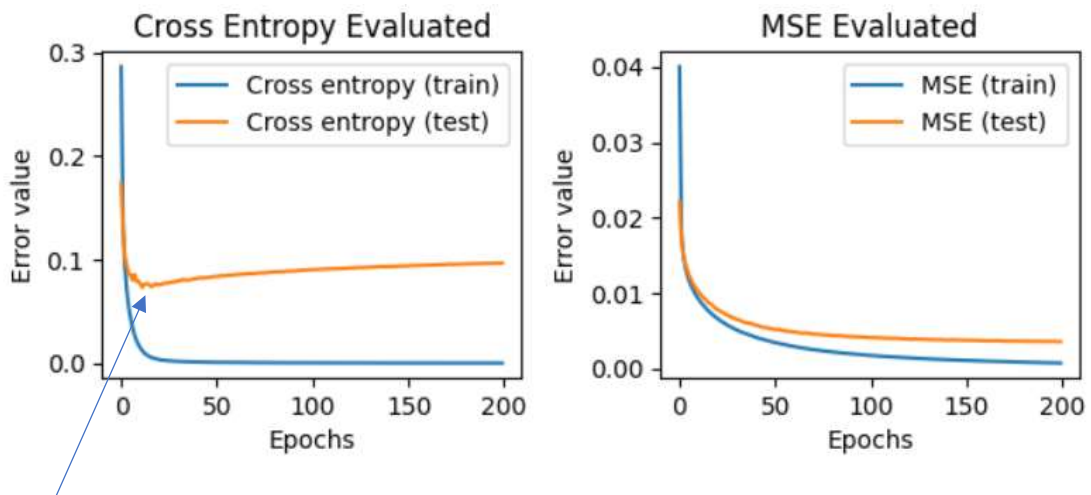 Cross Entropy Evaluated
0.3
0.2
0.1
0.0
Error value
Cross entropy (train)
Cross entropy (test)
0 50 100 150 200
Epochs
MSE Evaluated
0.04
0.03
0.02
0.01
0.00
Error value
MSE (train)
MSE (test)
0 50 100 150 200
Epochs